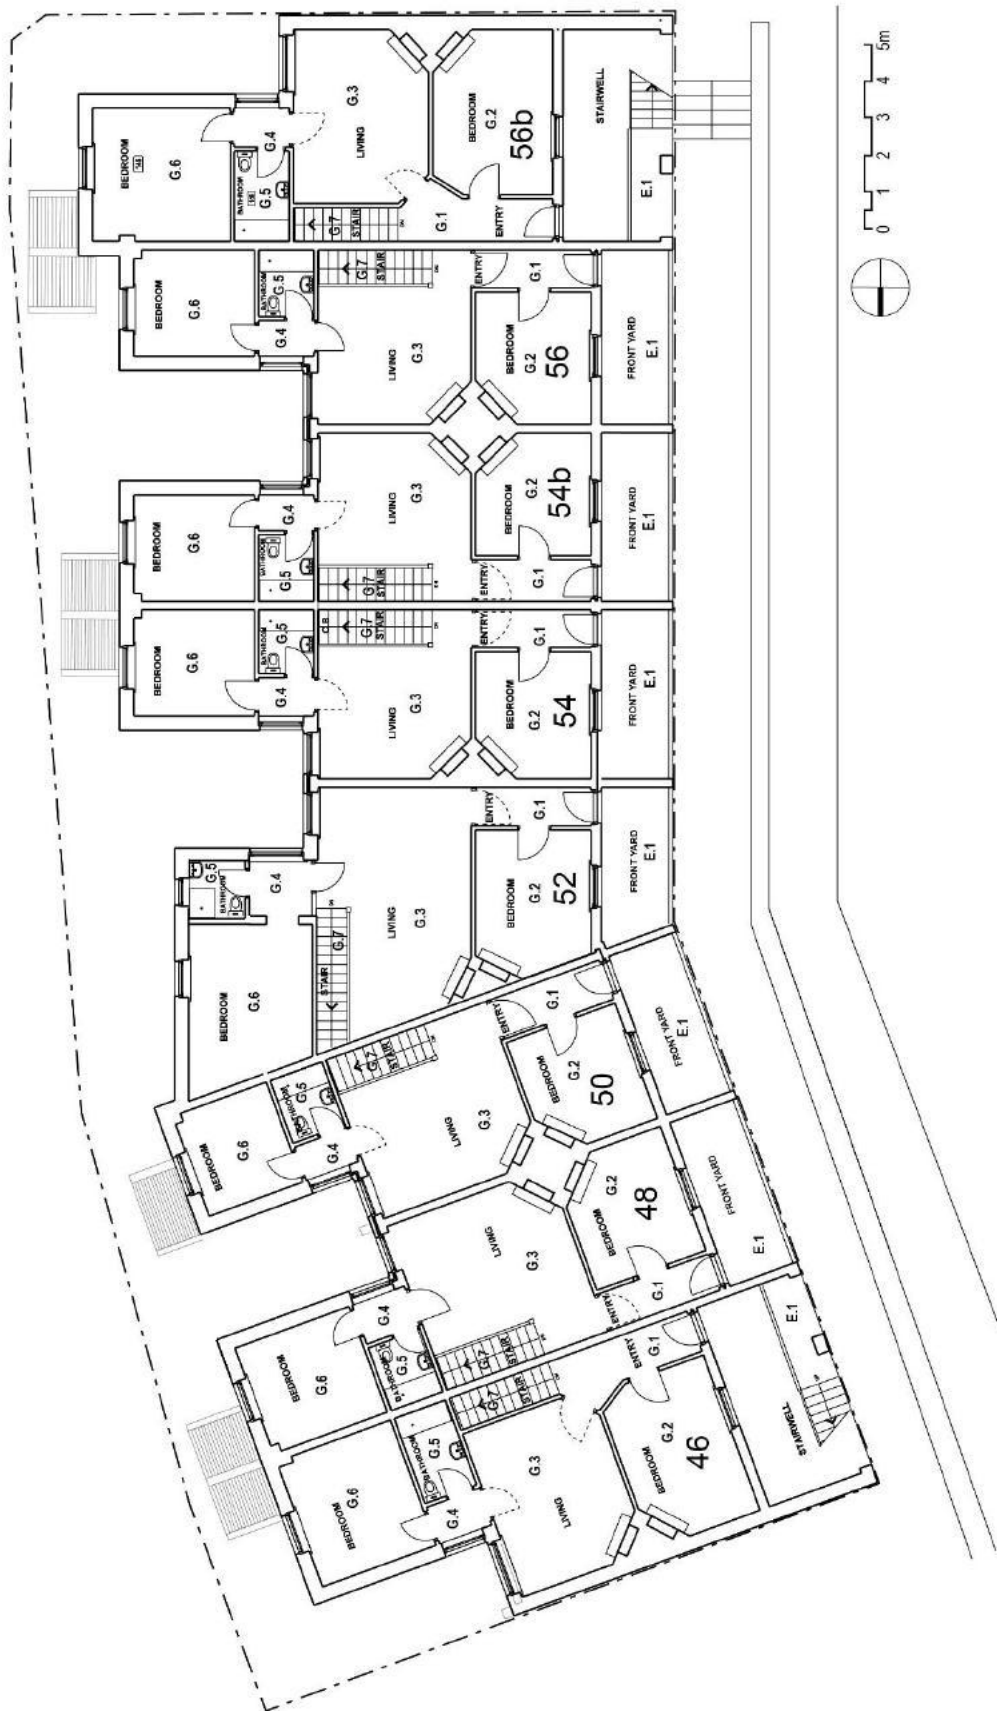 BEDROOM
G.6
G.4
BATHROOM
G.5
G.3
LIVING
BEDROOM
G.2
56b
STAIRWELL
E.1
G.7
STAIR
G.1
ENTRY
5m
4
3
2
1
0
BEDROOM
G.6
BATHROOM
G.5
G.4
G.7
STAIR
LIVING
G.3
ENTRY
G.1
BEDROOM
G.2
56
FRONT YARD
E.1
BEDROOM
G.6
G.4
BATHROOM
G.5
LIVING
G.3
G.7
STAIR
BEDROOM
G.2
54b
ENTRY
G.1
FRONT YARD
E.1
BEDROOM
G.6
BATHROOM
G.5
G.4
G.7
STAIR
LIVING
G.3
ENTRY
G.1
BEDROOM
G.2
54
FRONT YARD
E.1
G.5
BATHROOM
G.4
BEDROOM
G.6
STAIR
G.7
LIVING
G.3
ENTRY
G.1
BEDROOM
G.2
52
FRONT YARD
E.1
BEDROOM
G.6
BATHROOM
G.5
G.4
G.7
STAIR
LIVING
G.3
ENTRY
G.1
BEDROOM
G.2
50
FRONT YARD
E.1
BEDROOM
G.6
G.4
BATHROOM
G.5
LIVING
G.3
G.7
STAIR
BEDROOM
G.2
48
ENTRY
G.1
FRONT YARD
E.1
BEDROOM
G.6
BATHROOM
G.5
G.4
G.7
STAIR
LIVING
G.3
ENTRY
G.1
BEDROOM
G.2
46
STAIRWELL
E.1